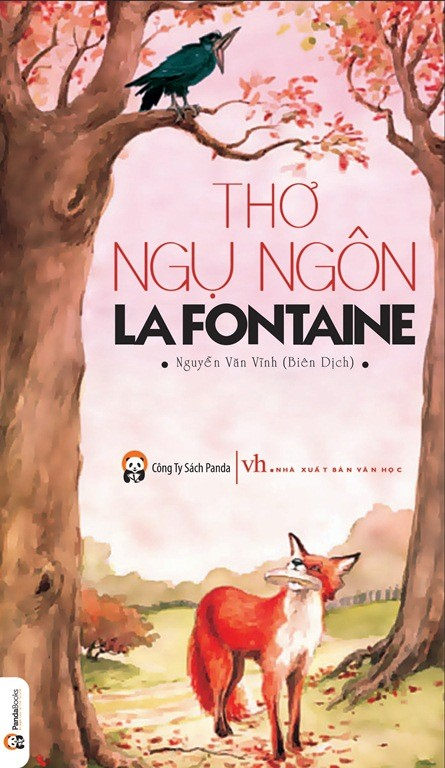 THƠ
NGỤ NGÔN
LA FONTAINE
• Nguyễn Văn Vĩnh (Biên Dịch) •
Công Ty Sách Panda
vh. NHÀ XUẤT BẢN VĂN HỌC
PandaBooks